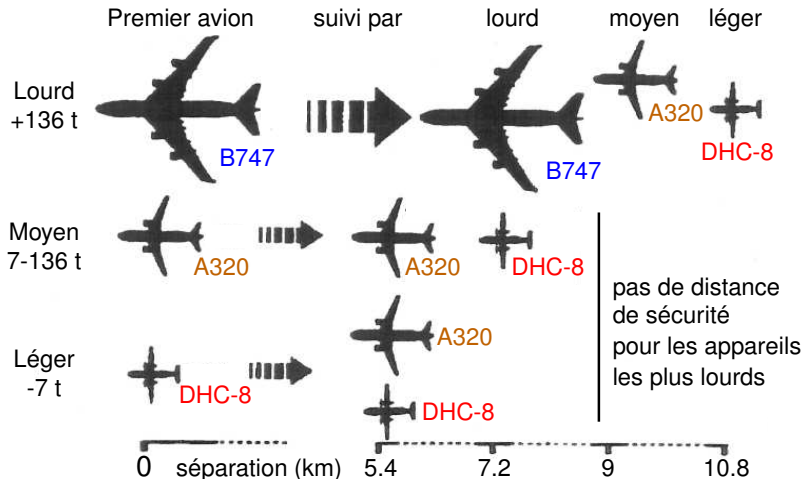 Premier avion suivi par lourd moyen léger
Lourd
+136 t
B747
B747
A320
DHC-8
Moyen
7-136 t
A320
A320
DHC-8
pas de distance
de sécurité
pour les appareils
les plus lourds
Léger
-7 t
DHC-8
A320
DHC-8
0 séparation (km) 5.4 7.2 9 10.8